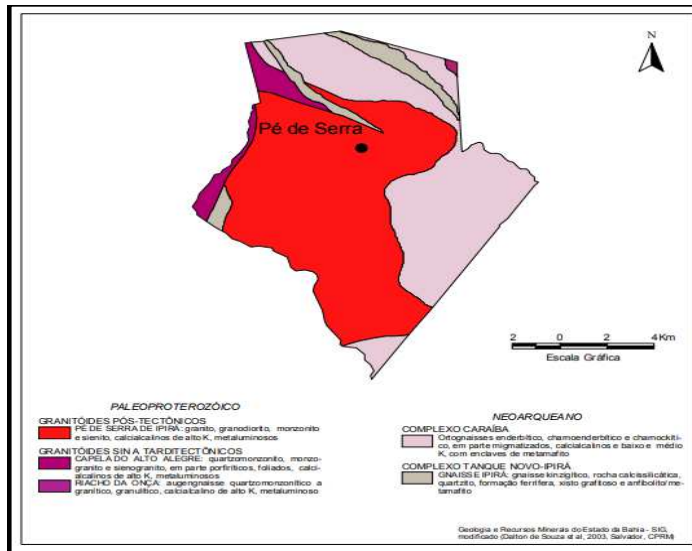 N
Pé de Serra
2 0 2 4 Km
Escala Gráfica
PALEOPROTEROZÓICO
GRANITÓIDES PÓS-TECTÔNICOS
PÉ DE SERRA DE IPIRÁ: granito, granodiorito, monzonito
e sienito, calcialcalinos de alto K, metaluminosos
GRANITÓIDES SIN A TARDITECTÔNICOS
CAPELA DO ALTO ALEGRE: quartzomonzonito, monzo-
granito e sienogranito, em parte porfiríticos, foliados, calci-
alcalinos de alto K, metaluminosos
RIACHO DA ONÇA: augengnaisse quartzomonzonítico a
granítico, granulítico, calcialcalino de alto K, metaluminoso
NEOARQUEANO
COMPLEXO CARAÍBA
Ortognaisses enderbítico, charnoenderbítico e charnockíti-
co, em parte migmatizados, calcialcalinos e baixo e médio
K, com enclaves de metamafito
COMPLEXO TANQUE NOVO-IPIRÁ
GNAISSE IPIRÁ: gnaisse kinzigítico, rocha calcissilicática,
quartzito, formação ferrífera, xisto grafitoso e anfibolito/me-
tamafito
Geologia e Recursos Minerais do Estado da Bahia - SIG,
modificado (Dalton de Souza et al, 2003, Salvador, CPRM)